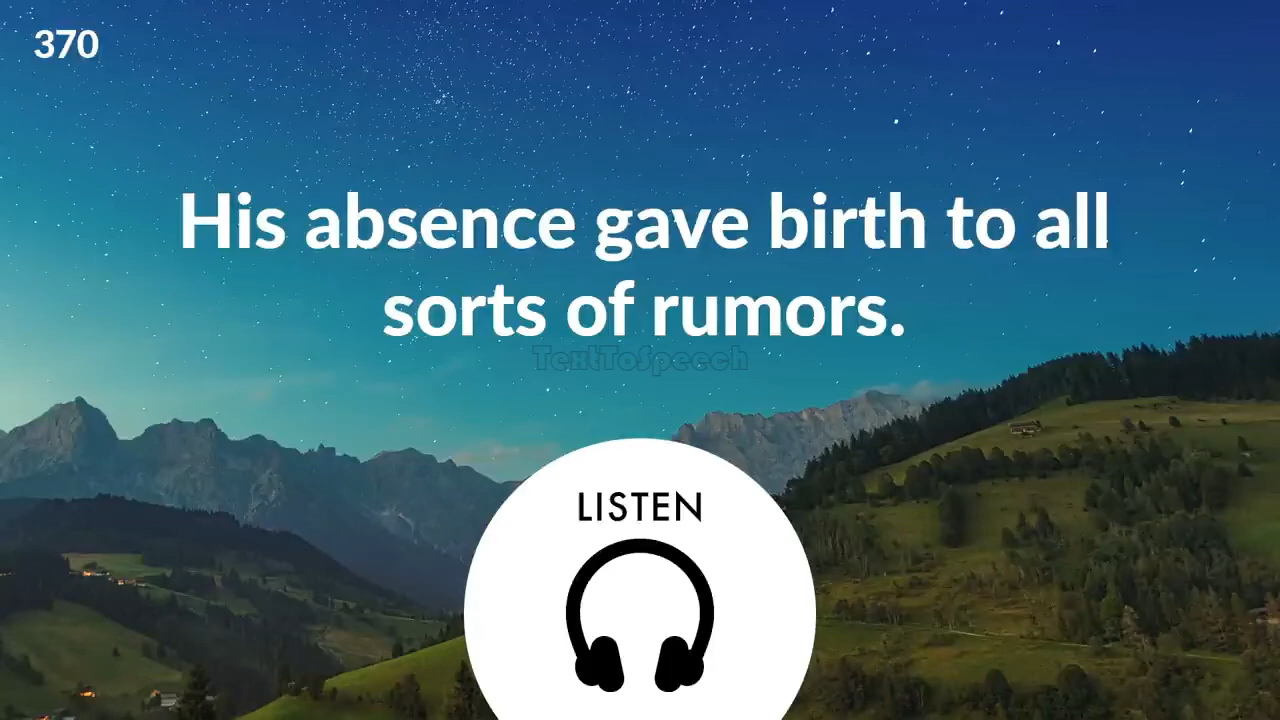 370
His absence gave birth to all
sorts of rumors.
TextToSpeech
LISTEN